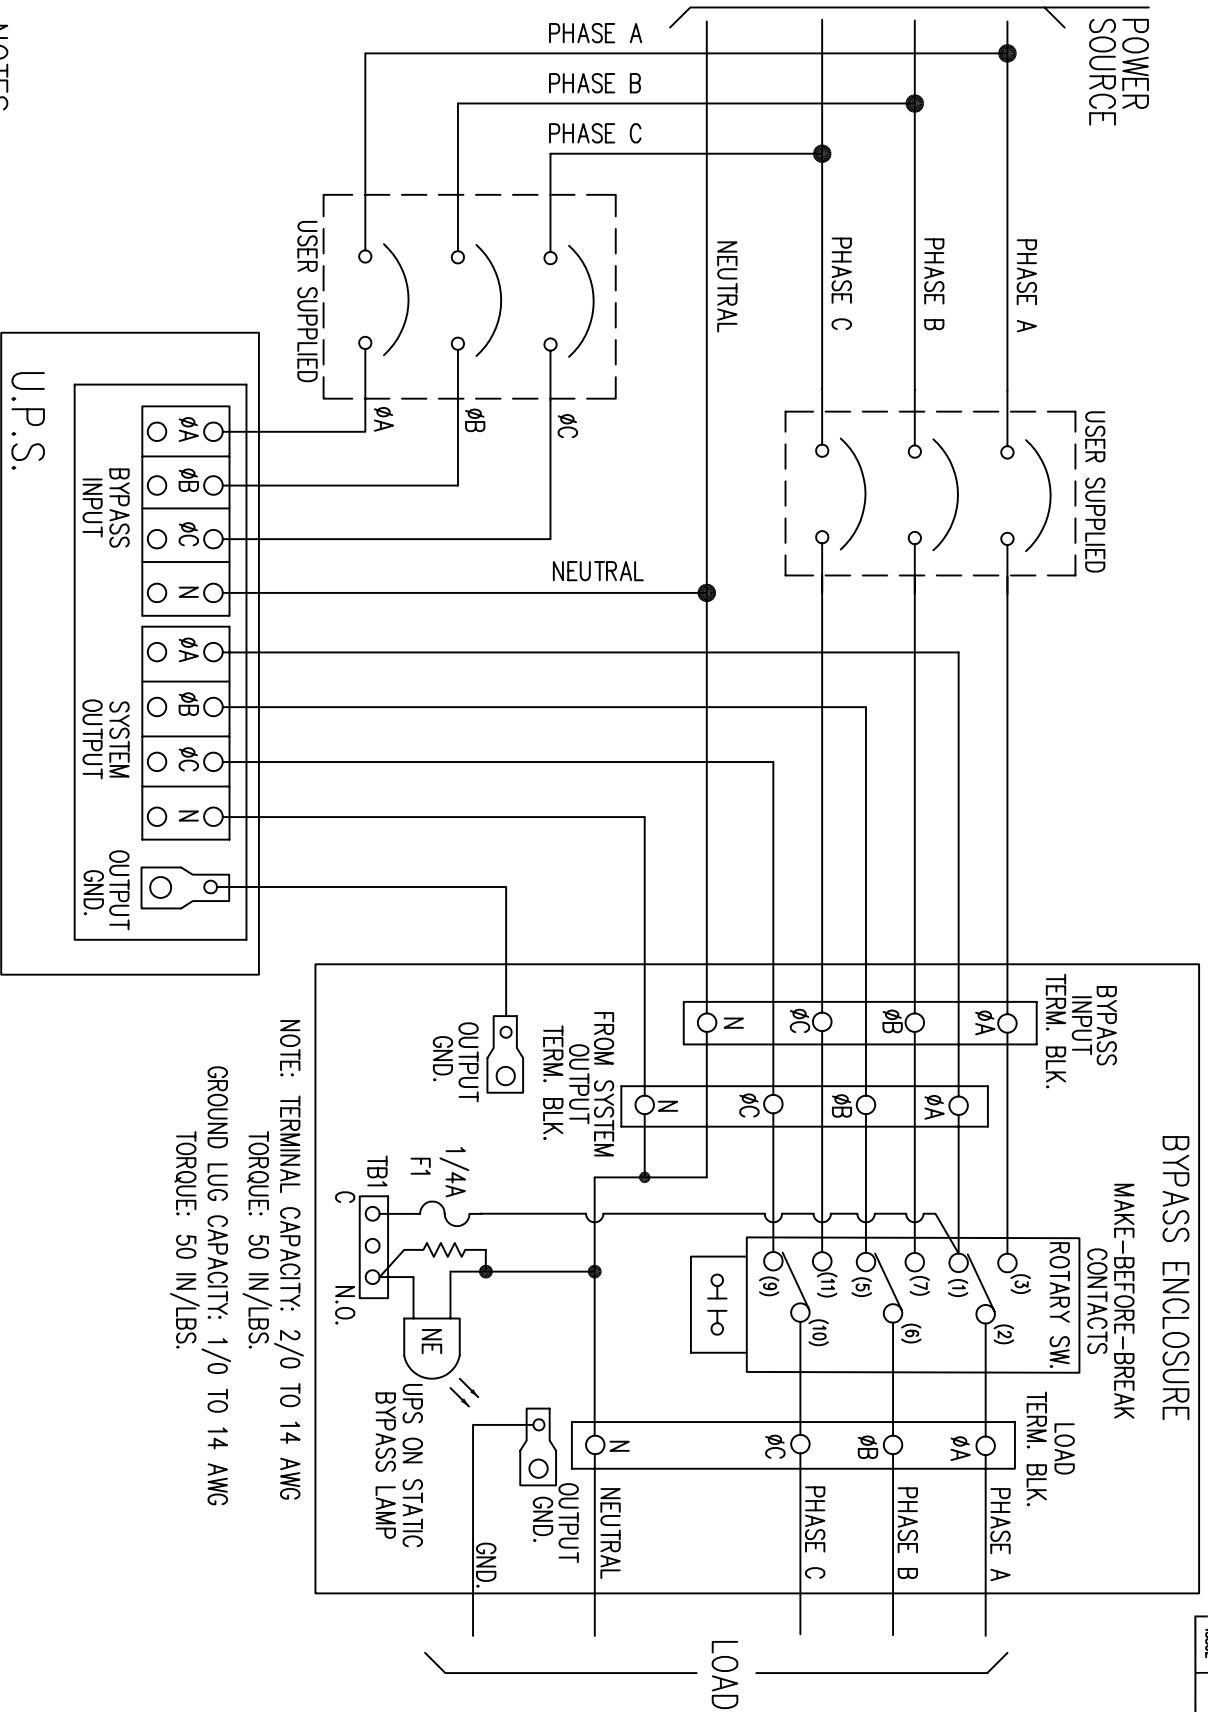 POWER
SOURCE
PHASE A
PHASE B
PHASE C
PHASE A
PHASE B
PHASE C
NEUTRAL
USER SUPPLIED
USER SUPPLIED
ØA
ØB
ØC
NEUTRAL
U.P.S.
ØA
ØB
ØC
N
BYPASS
INPUT
ØA
ØB
ØC
N
SYSTEM
OUTPUT
OUTPUT
GND.
BYPASS ENCLOSURE
BYPASS
INPUT
TERM. BLK.
ØA
ØB
ØC
N
ØA
ØB
ØC
N
FROM SYSTEM
OUTPUT
TERM. BLK.
OUTPUT
GND.
MAKE-BEFORE-BREAK
CONTACTS
ROTARY SW.
(3)
(2)
(1)
(7)
(6)
(5)
(11)
(10)
(9)
LOAD
TERM. BLK.
ØA
ØB
ØC
N
PHASE A
PHASE B
PHASE C
NEUTRAL
OUTPUT
GND.
GND.
1/4A
F1
TB1
C
N.O.
NE
UPS ON STATIC
BYPASS LAMP
LOAD
NOTE: TERMINAL CAPACITY: 2/0 TO 14 AWG
TORQUE: 50 IN/LBS.
GROUND LUG CAPACITY: 1/0 TO 14 AWG
TORQUE: 50 IN/LBS.
NOTES
ISSUE